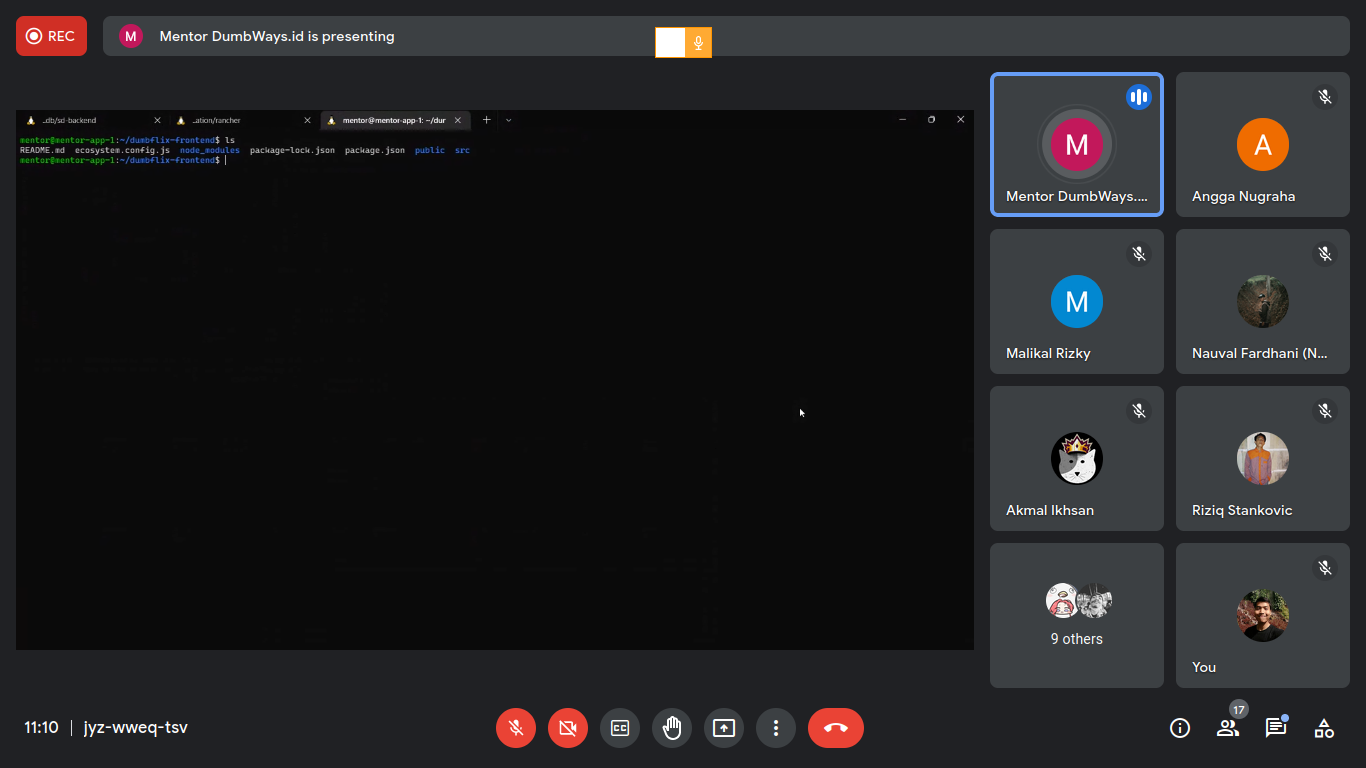 REC
M
Mentor DumbWays.id is presenting
..db/sd-backend
..ation/rancher
mentor@mentor-app-1: ~/dur
mentor@mentor-app-1:~/dumbflix-frontend$ ls
README.md ecosystem.config.js node_modules package-lock.json package.json public src
mentor@mentor-app-1:~/dumbflix-frontend$
M
Mentor DumbWays....
A
Angga Nugraha
M
Malikal Rizky
Nauval Fardhani (N...
Akmal Ikhsan
Riziq Stankovic
9 others
You
11:10 | jyz-wweq-tsv
CC
17